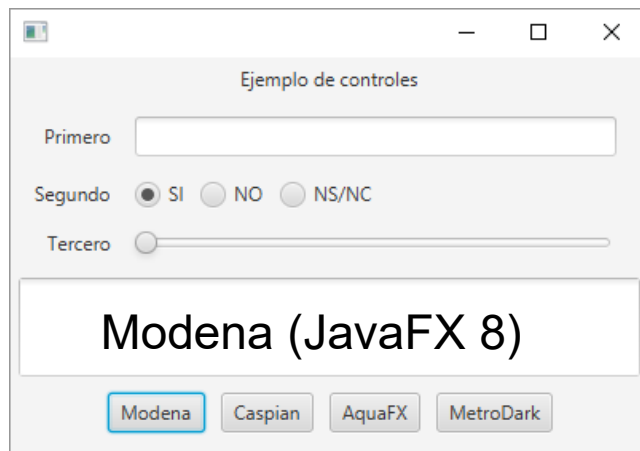 Ejemplo de controles
Primero
Segundo SI NO NS/NC
Tercero
Modena (JavaFX 8)
Modena Caspian AquaFX MetroDark